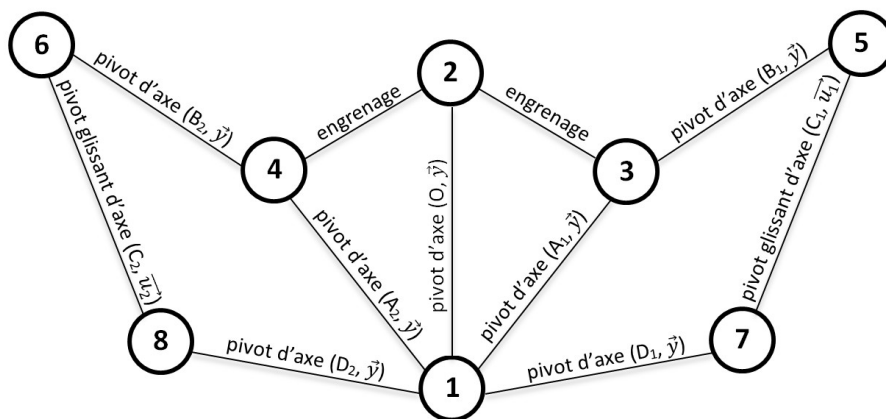 6
2
5
pivot d'axe (B₂, y⃗)
engrenage
engrenage
pivot d'axe (B₁, y⃗)
4
3
pivot glissant d'axe (C₂, u₂⃗)
pivot d'axe (A₂, y⃗)
pivot d'axe (O, y⃗)
pivot d'axe (A₁, y⃗)
pivot glissant d'axe (C₁, u₁⃗)
8
7
pivot d'axe (D₂, y⃗)
1
pivot d'axe (D₁, y⃗)